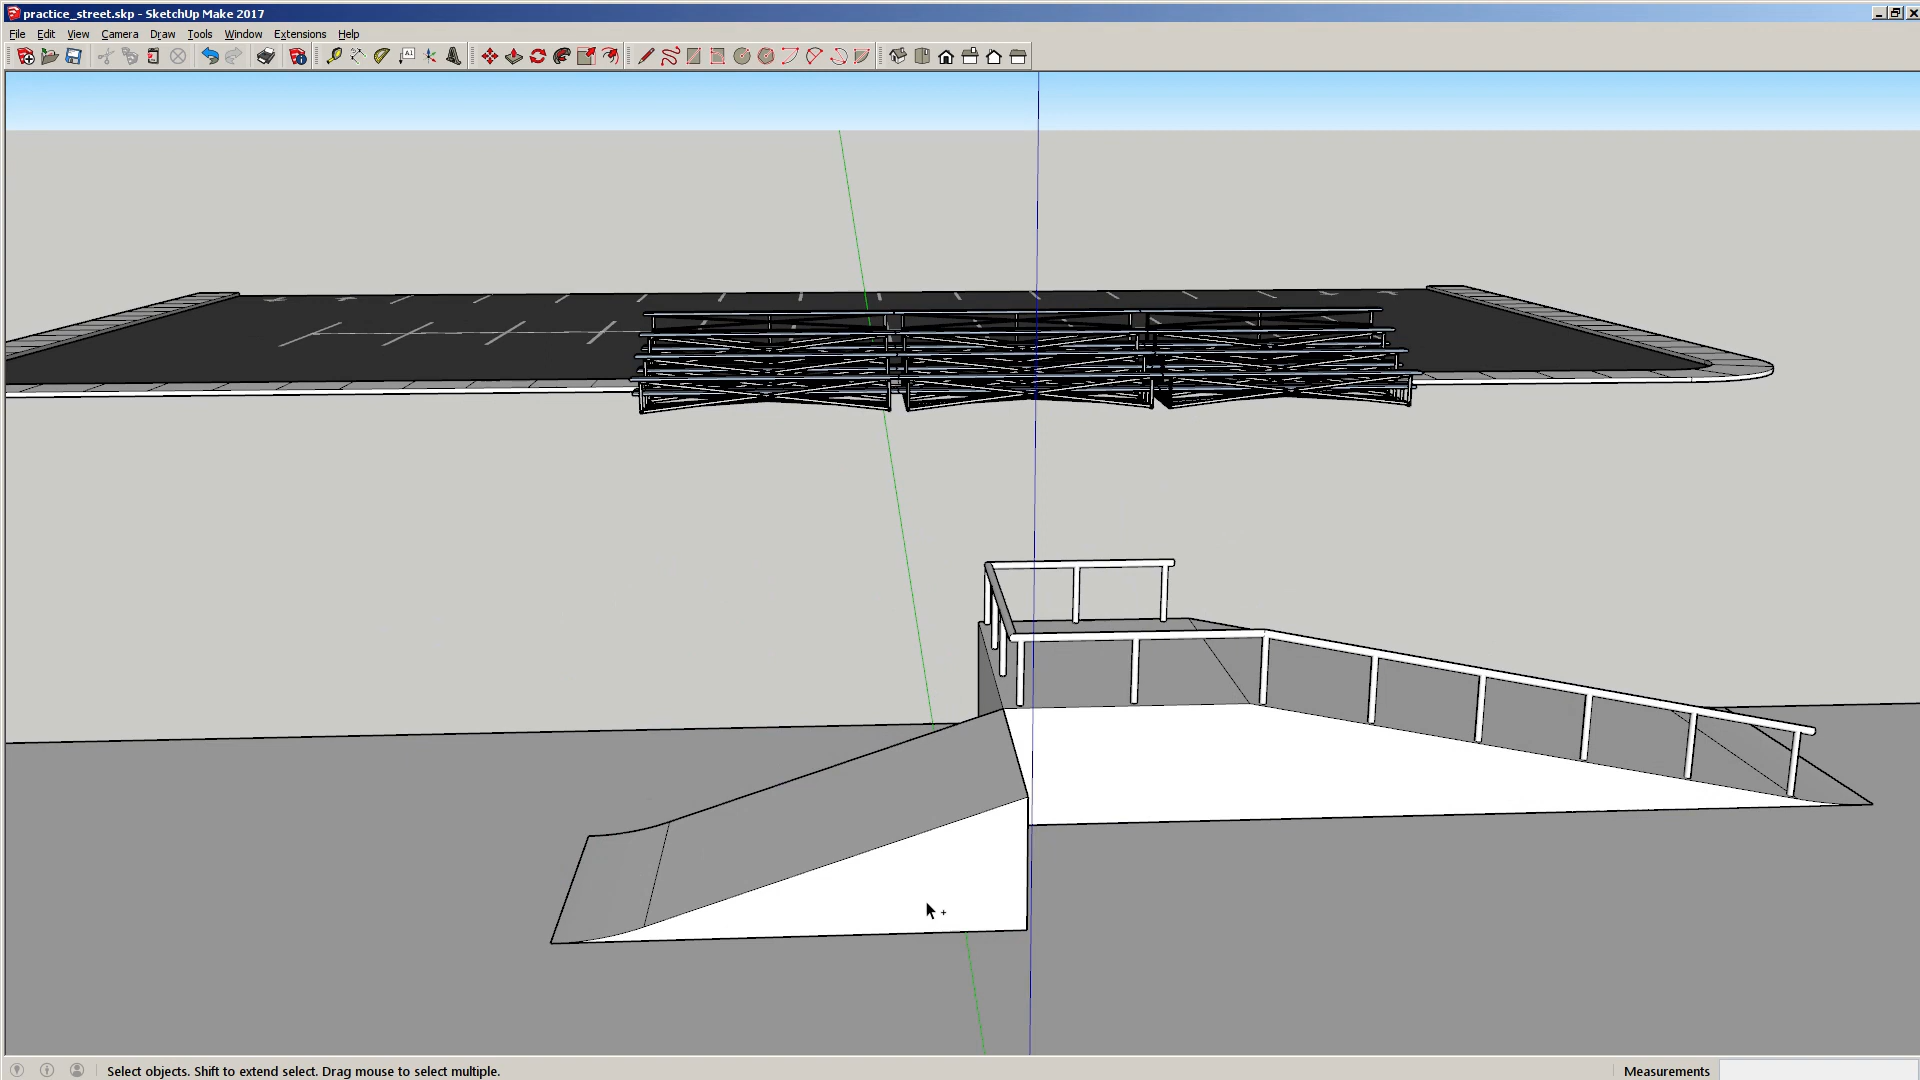 practice_street.skp - SketchUp Make 2017
File Edit View Camera Draw Tools Window Extensions Help
A1
Select objects. Shift to extend select. Drag mouse to select multiple.
Measurements